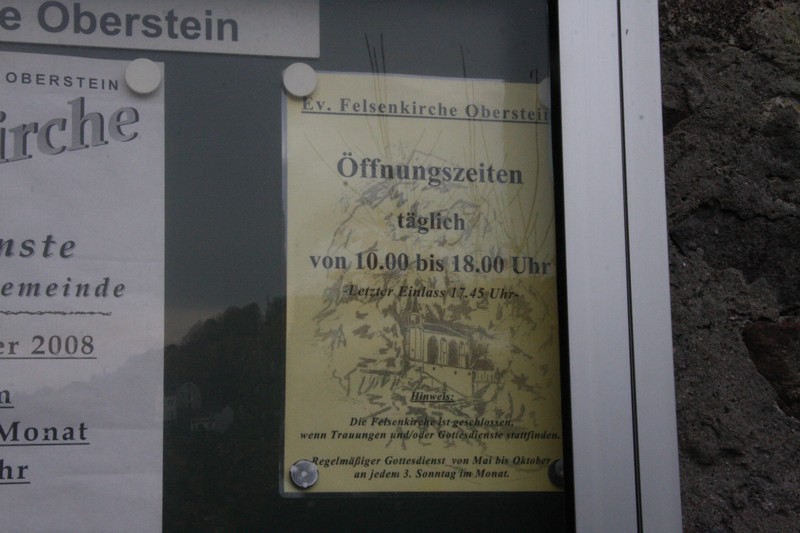 e Oberstein
OBERSTEIN
irche
nste
emeinde
er 2008
n
Monat
hr
Ev. Felsenkirche Oberstein
Öffnungszeiten
täglich
von 10.00 bis 18.00 Uhr
-Letzter Einlass 17.45 Uhr-
Hinweis:
Die Felsenkirche ist geschlossen,
wenn Trauungen und/oder Gottesdienste stattfinden.
Regelmäßiger Gottesdienst von Mai bis Oktober
an jedem 3. Sonntag im Monat.